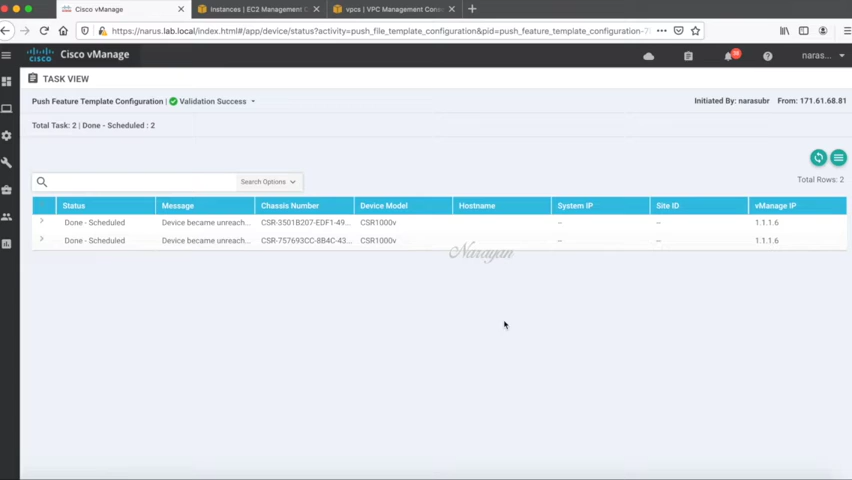 Cisco vManage
Instances | EC2 Management C
vpcs | VPC Management Cons
https://narus.lab.local/index.html#/app/device/status?activity=push_file_template_configuration&pid=push_feature_template_configuration-7
cisco
Cisco vManage
naras...
TASK VIEW
Push Feature Template Configuration | Validation Success
Initiated By: narasubr From: 171.61.68.81
Total Task: 2 | Done - Scheduled : 2
Search Options
Total Rows: 2
Status Message Chassis Number Device Model Hostname System IP Site ID vManage IP
Done - Scheduled Device became unreach... CSR-3501B207-EDF1-49... CSR1000v -- -- 1.1.1.6
Done - Scheduled Device became unreach... CSR-757693CC-8B4C-43... CSR1000v -- -- 1.1.1.6
Narayan